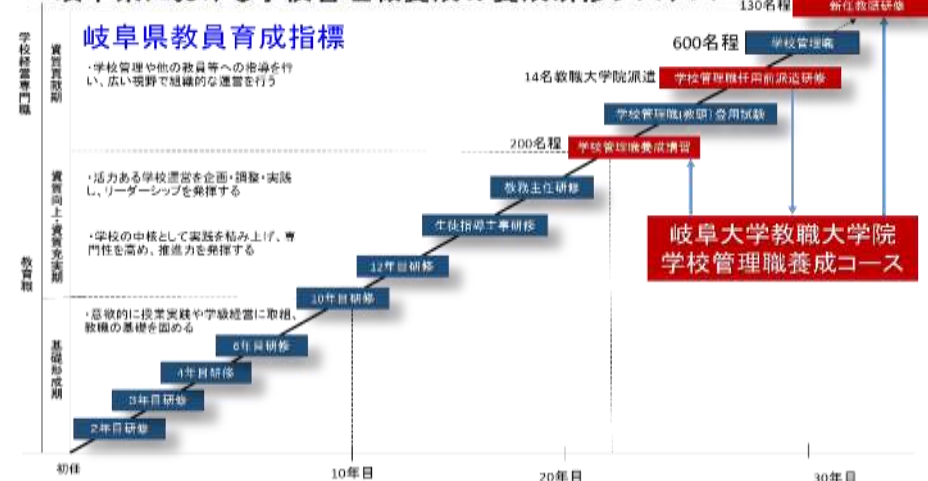 130名程
新任教頭研修
岐阜県教員育成指標
600名程
学校管理職
・学校管理や他の教員等への指導を行
い、広い視野で組織的な運営を行う
14名教職大学院派遣
学校管理職任用前派遣研修
学校管理職(教頭)登用試験
200名程
学校管理職養成講習
・活力ある学校運営を企画・調整・実践
し、リーダーシップを発揮する
教務主任研修
生徒指導主事研修
・学校の中核として実践を積み上げ、専
門性を高め、推進力を発揮する
12年目研修
岐阜大学教職大学院
学校管理職養成コース
10年目研修
・意欲的に授業実践や学級経営に取組、
教職の基礎を固める
6年目研修
4年目研修
3年目研修
2年目研修
学校経営専門職
資質貢献期
教育職
資質向上・資質充実期
基礎形成期
初任
10年目
20年目
30年目